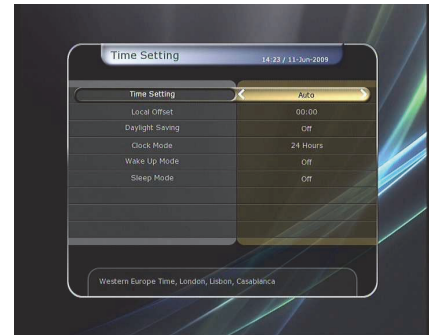 Time Setting 14:23 / 11-Jun-2009
Time Setting Auto
Local Offset 00:00
Daylight Saving Off
Clock Mode 24 Hours
Wake Up Mode Off
Sleep Mode Off
Western Europe Time, London, Lisbon, Casablanca